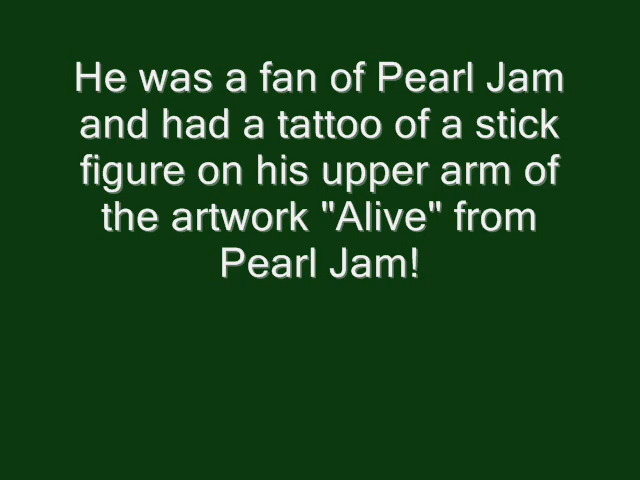 He was a fan of Pearl Jam
and had a tattoo of a stick
figure on his upper arm of
the artwork "Alive" from
Pearl Jam!